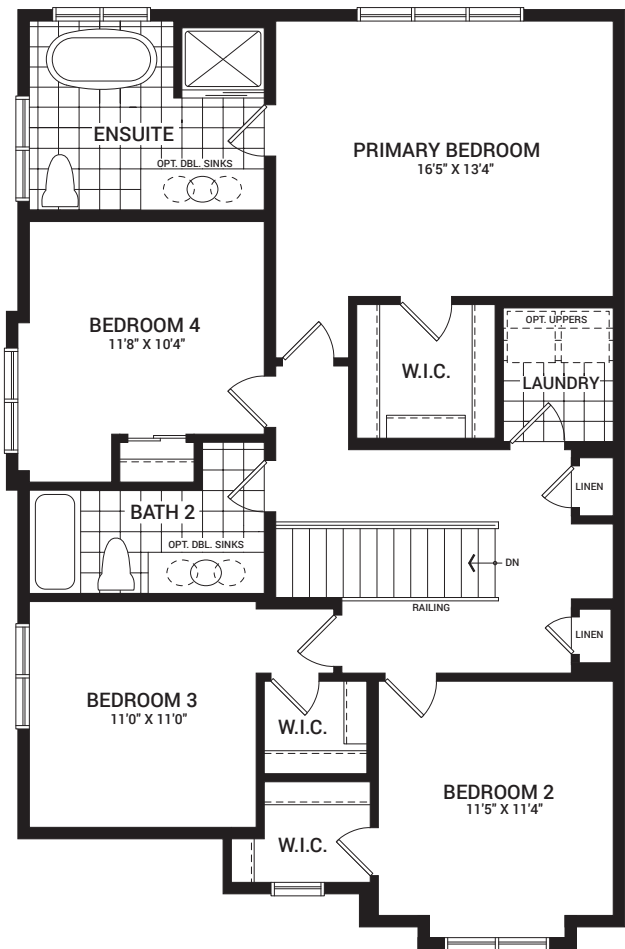 ENSUITE
OPT. DBL. SINKS
PRIMARY BEDROOM
16'5" X 13'4"
BEDROOM 4
11'8" X 10'4"
W.I.C.
OPT. UPPERS
LAUNDRY
LINEN
BATH 2
OPT. DBL. SINKS
DN
RAILING
LINEN
BEDROOM 3
11'0" X 11'0"
W.I.C.
BEDROOM 2
11'5" X 11'4"
W.I.C.